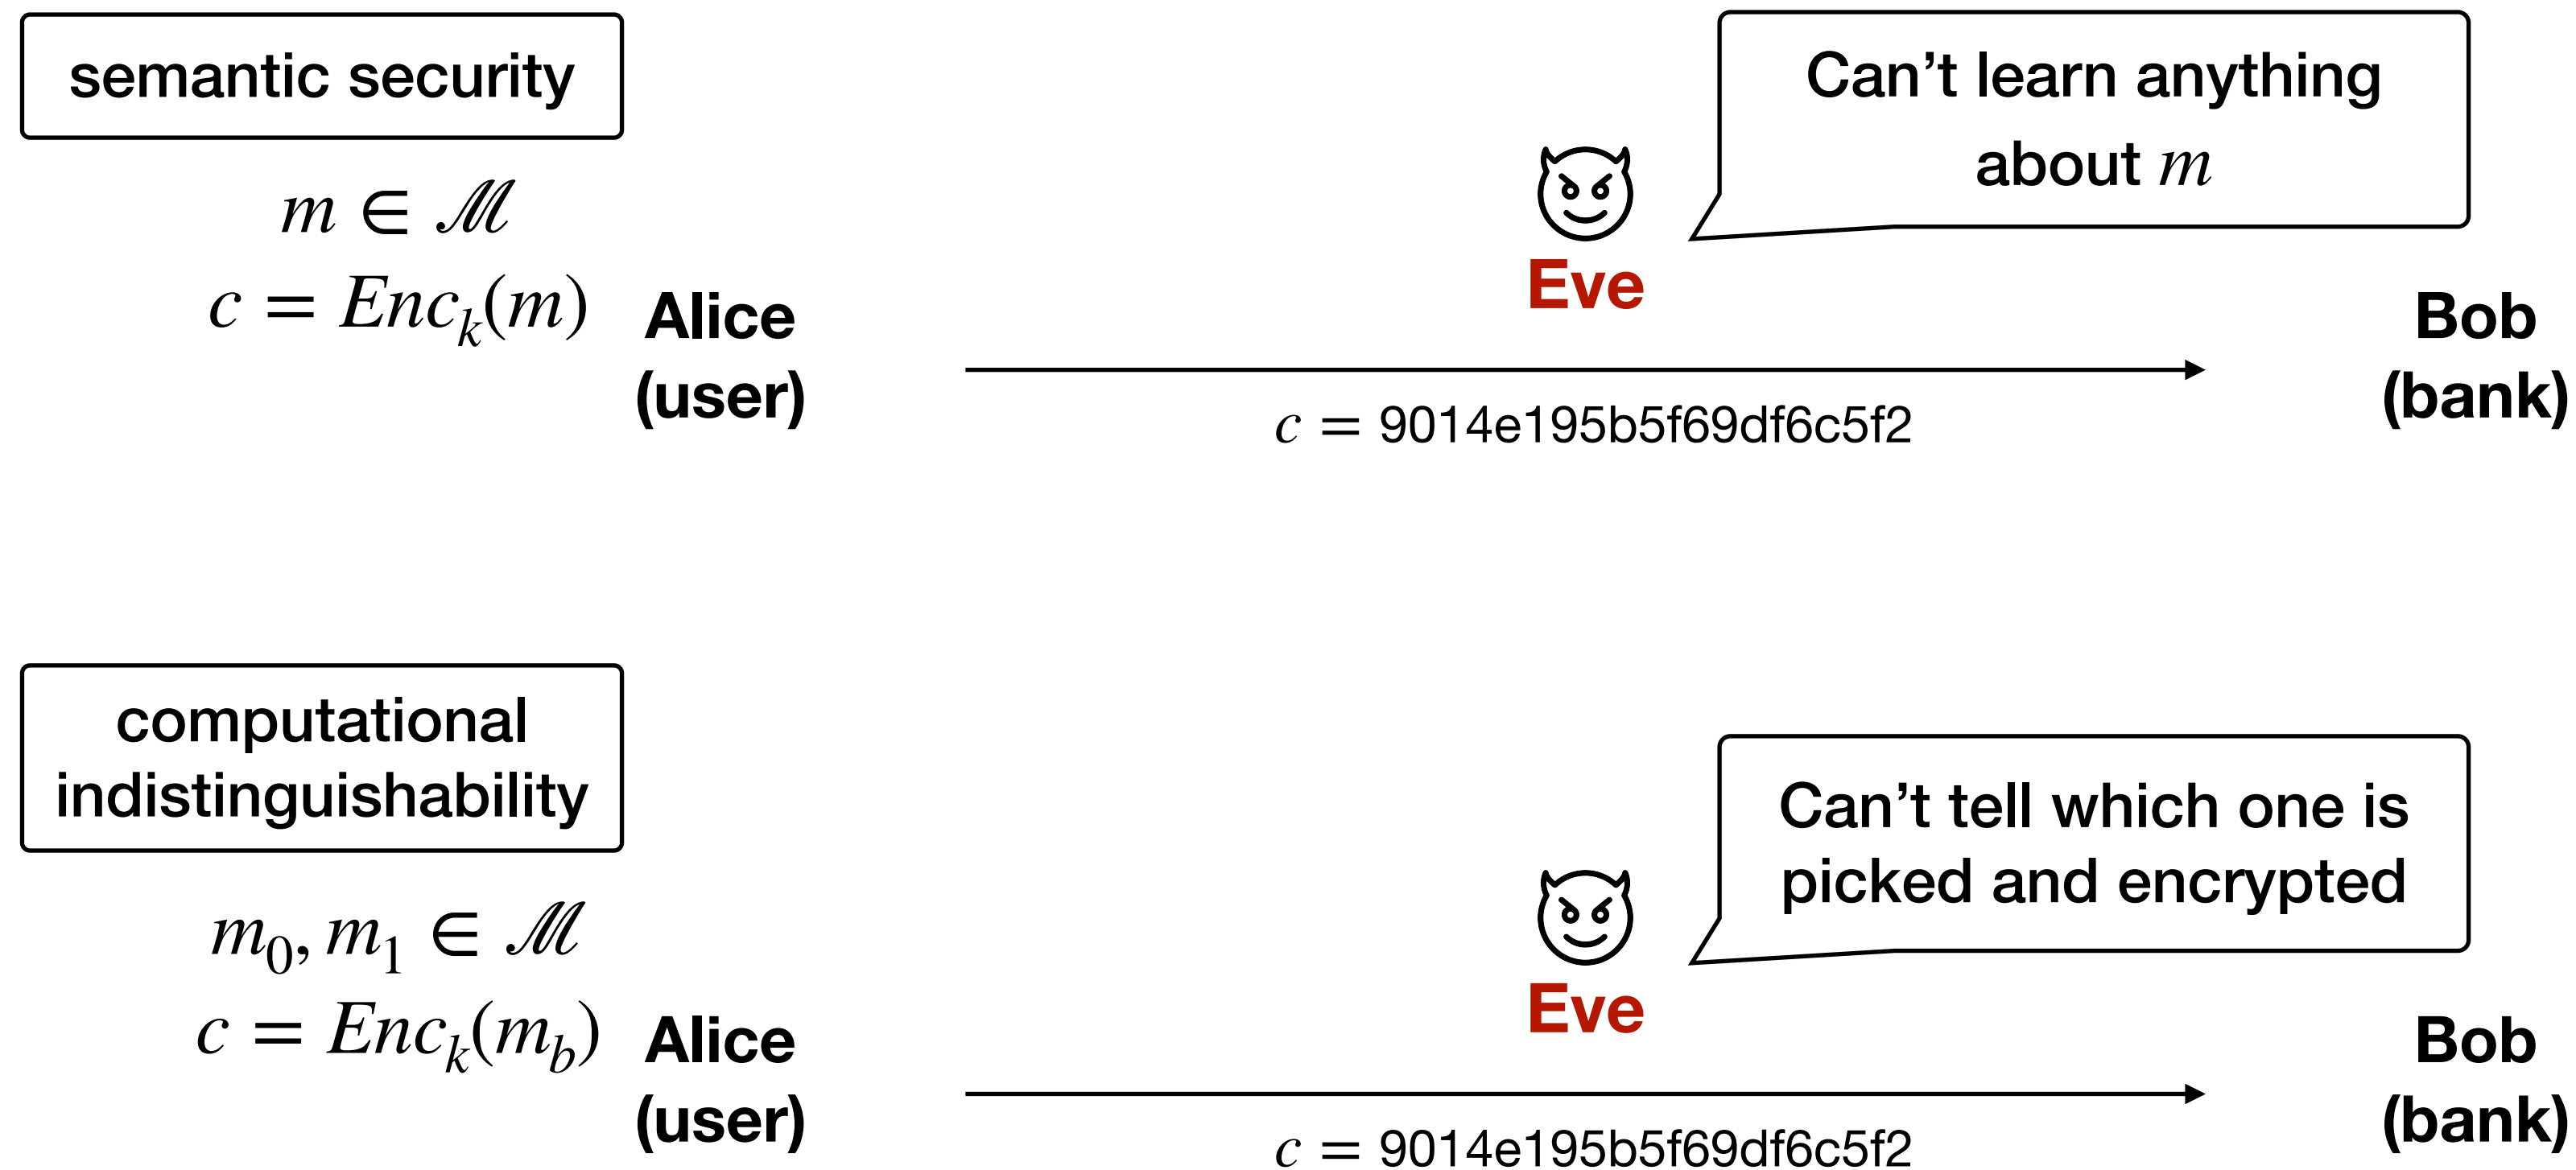 semantic security
Can’t learn anything
about m
m ∈ ℳ
Eve
c = Enc_k(m)
Alice
(user)
Bob
(bank)
c = 9014e195b5f69df6c5f2
computational
indistinguishability
Can’t tell which one is
picked and encrypted
m_0, m_1 ∈ ℳ
Eve
c = Enc_k(m_b)
Alice
(user)
Bob
(bank)
c = 9014e195b5f69df6c5f2